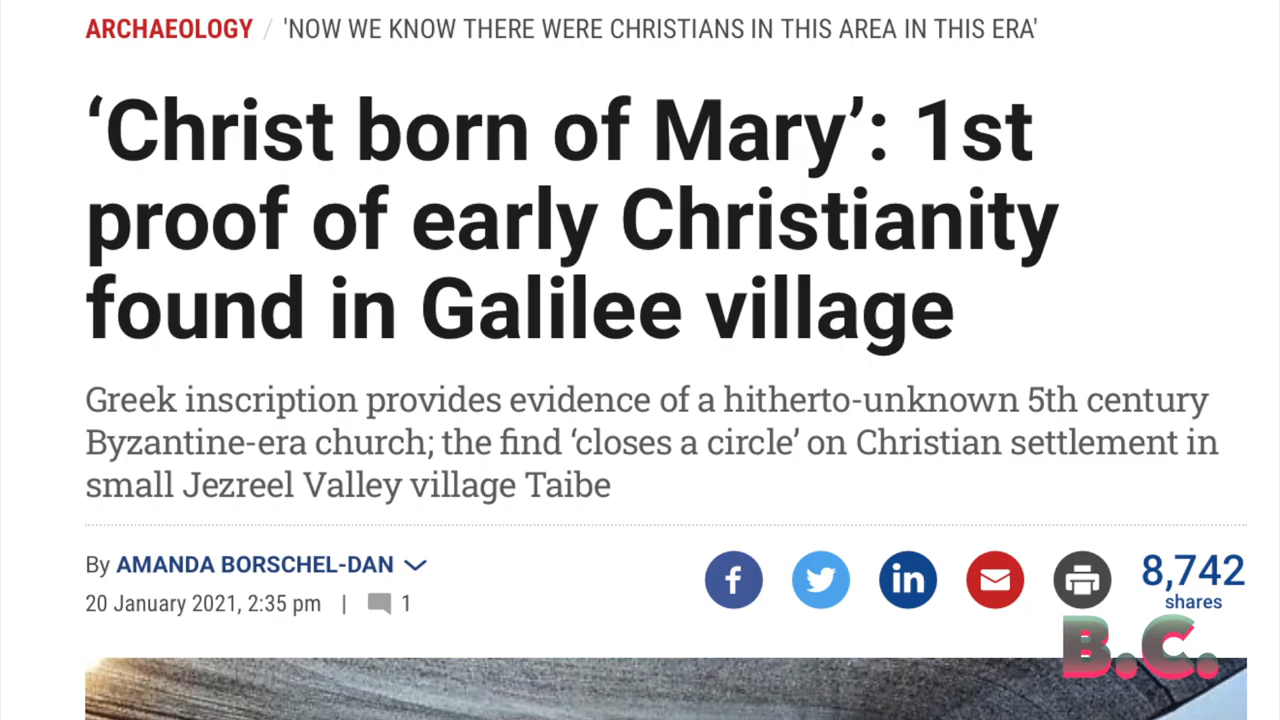 ARCHAEOLOGY / 'NOW WE KNOW THERE WERE CHRISTIANS IN THIS AREA IN THIS ERA'
‘Christ born of Mary’: 1st
proof of early Christianity
found in Galilee village
Greek inscription provides evidence of a hitherto-unknown 5th century
Byzantine-era church; the find ‘closes a circle’ on Christian settlement in
small Jezreel Valley village Taibe
By AMANDA BORSCHEL-DAN
20 January 2021, 2:35 pm | 1
f in
8,742
shares
B.C.